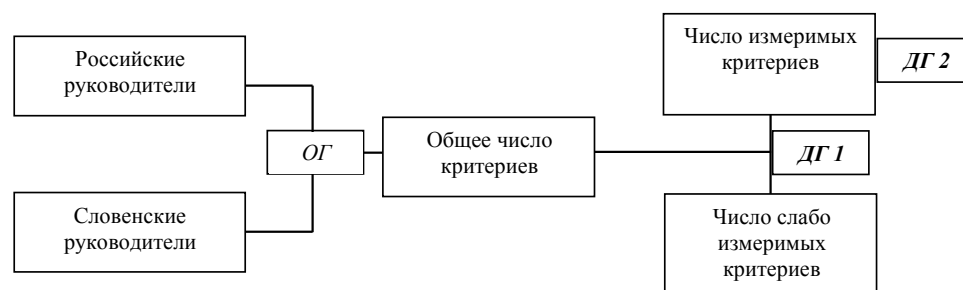 Российские
руководители
Словенские
руководители
ОГ
Общее число
критериев
Число измеримых
критериев
ДГ 2
ДГ 1
Число слабо
измеримых
критериев